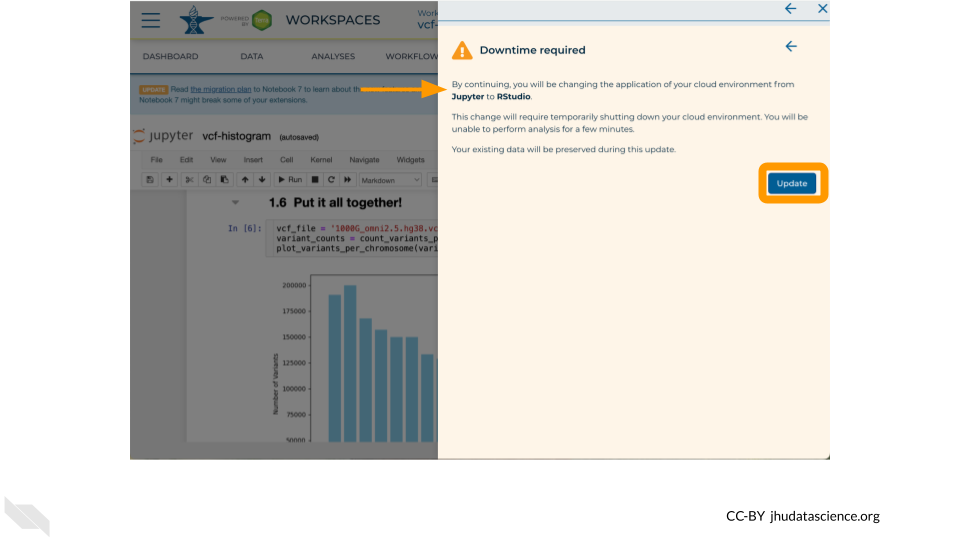 POWERED
BY
WORKSPACES
vcf-
DASHBOARD DATA ANALYSES WORKFLOW
UPDATE Read the migration plan to Notebook 7 to learn about
Notebook 7 might break some of your extensions.
jupyter vcf-histogram (autosaved)
File Edit View Insert Cell Kernel Navigate Widgets
Run Markdown
1.6 Put it all together!
In [6]: vcf_file = '1000G_omni2.5.hg38.vc
variant_counts = count_variants_p
plot_variants_per_chromosome(vari
200000
175000
150000
125000
100000
75000
50000
Number of Variants
Downtime required
By continuing, you will be changing the application of your cloud environment from
Jupyter to RStudio.
This change will require temporarily shutting down your cloud environment. You will be
unable to perform analysis for a few minutes.
Your existing data will be preserved during this update.
Update
CC-BY jhudatascience.org